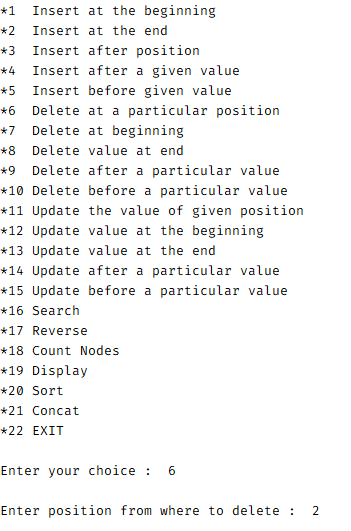 *1  Insert at the beginning
*2  Insert at the end
*3  Insert after position
*4  Insert after a given value
*5  Insert before given value
*6  Delete at a particular position
*7  Delete at beginning
*8  Delete value at end
*9  Delete after a particular value
*10 Delete before a particular value
*11 Update the value of given position
*12 Update value at the beginning
*13 Update value at the end
*14 Update after a particular value
*15 Update before a particular value
*16 Search
*17 Reverse
*18 Count Nodes
*19 Display
*20 Sort
*21 Concat
*22 EXIT
Enter your choice :  6
Enter position from where to delete :  2